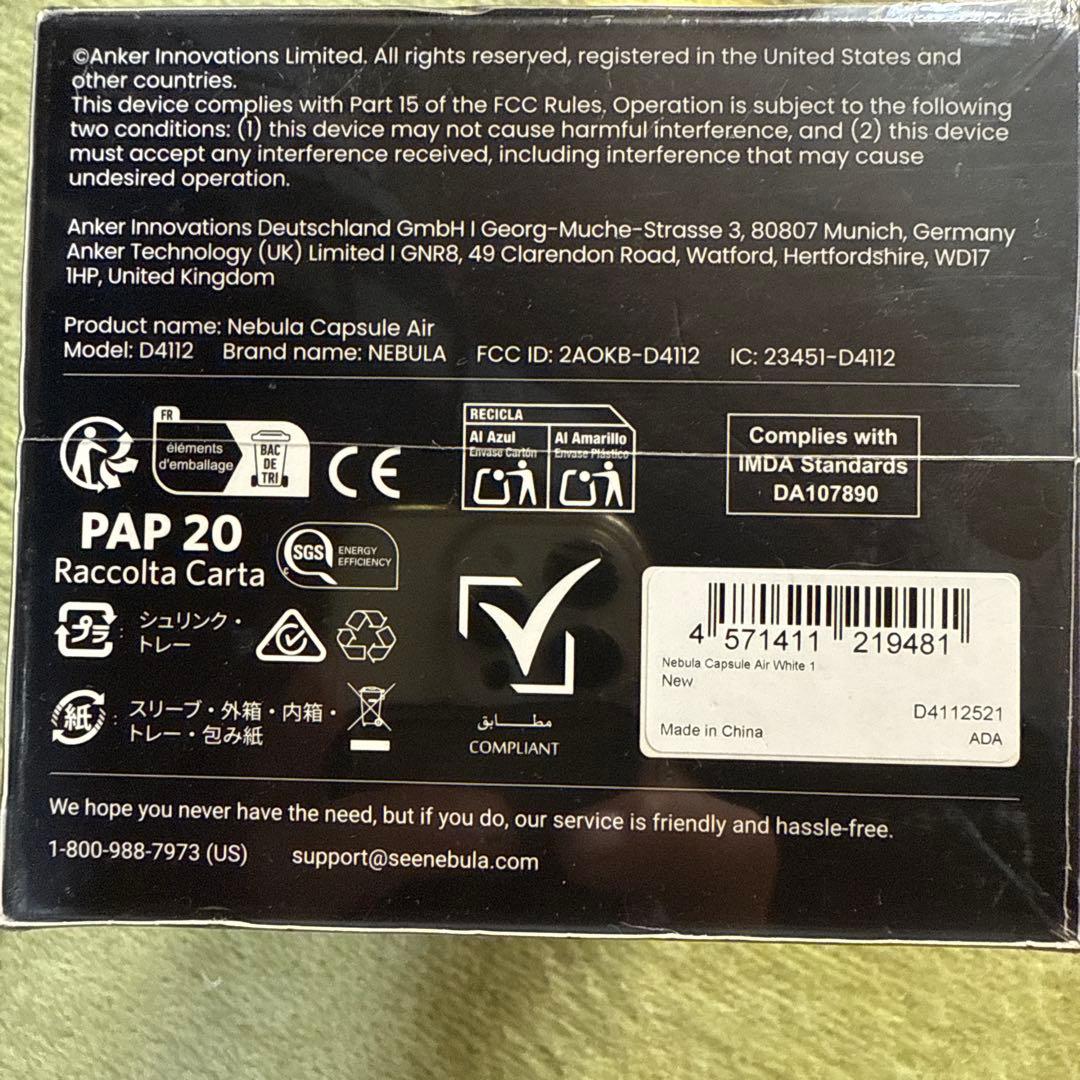 ©Anker Innovations Limited. All rights reserved, registered in the United States and
other countries.
This device complies with Part 15 of the FCC Rules. Operation is subject to the following
two conditions: (1) this device may not cause harmful interference, and (2) this device
must accept any interference received, including interference that may cause
undesired operation.
Anker Innovations Deutschland GmbH I Georg-Muche-Strasse 3, 80807 Munich, Germany
Anker Technology (UK) Limited I GNR8, 49 Clarendon Road, Watford, Hertfordshire, WD17
1HP, United Kingdom
Product name: Nebula Capsule Air
Model: D4112 Brand name: NEBULA FCC ID: 2AOKB-D4112 IC: 23451-D4112
FR
éléments
d'emballage
BAC
DE
TRI
CE
RECICLA
Al Azul
Envase Cartón
Al Amarillo
Envase Plástico
Complies with
IMDA Standards
DA107890
PAP 20
Raccolta Carta
SGS
ENERGY
EFFICIENCY
C
プラ : シュリンク・
トレー
紙 : スリーブ・外箱・内箱・
トレー・包み紙
مطابق
COMPLIANT
4 571411 219481
Nebula Capsule Air White 1
New
D4112521
Made in China
ADA
We hope you never have the need, but if you do, our service is friendly and hassle-free.
1-800-988-7973 (US) support@seenebula.com